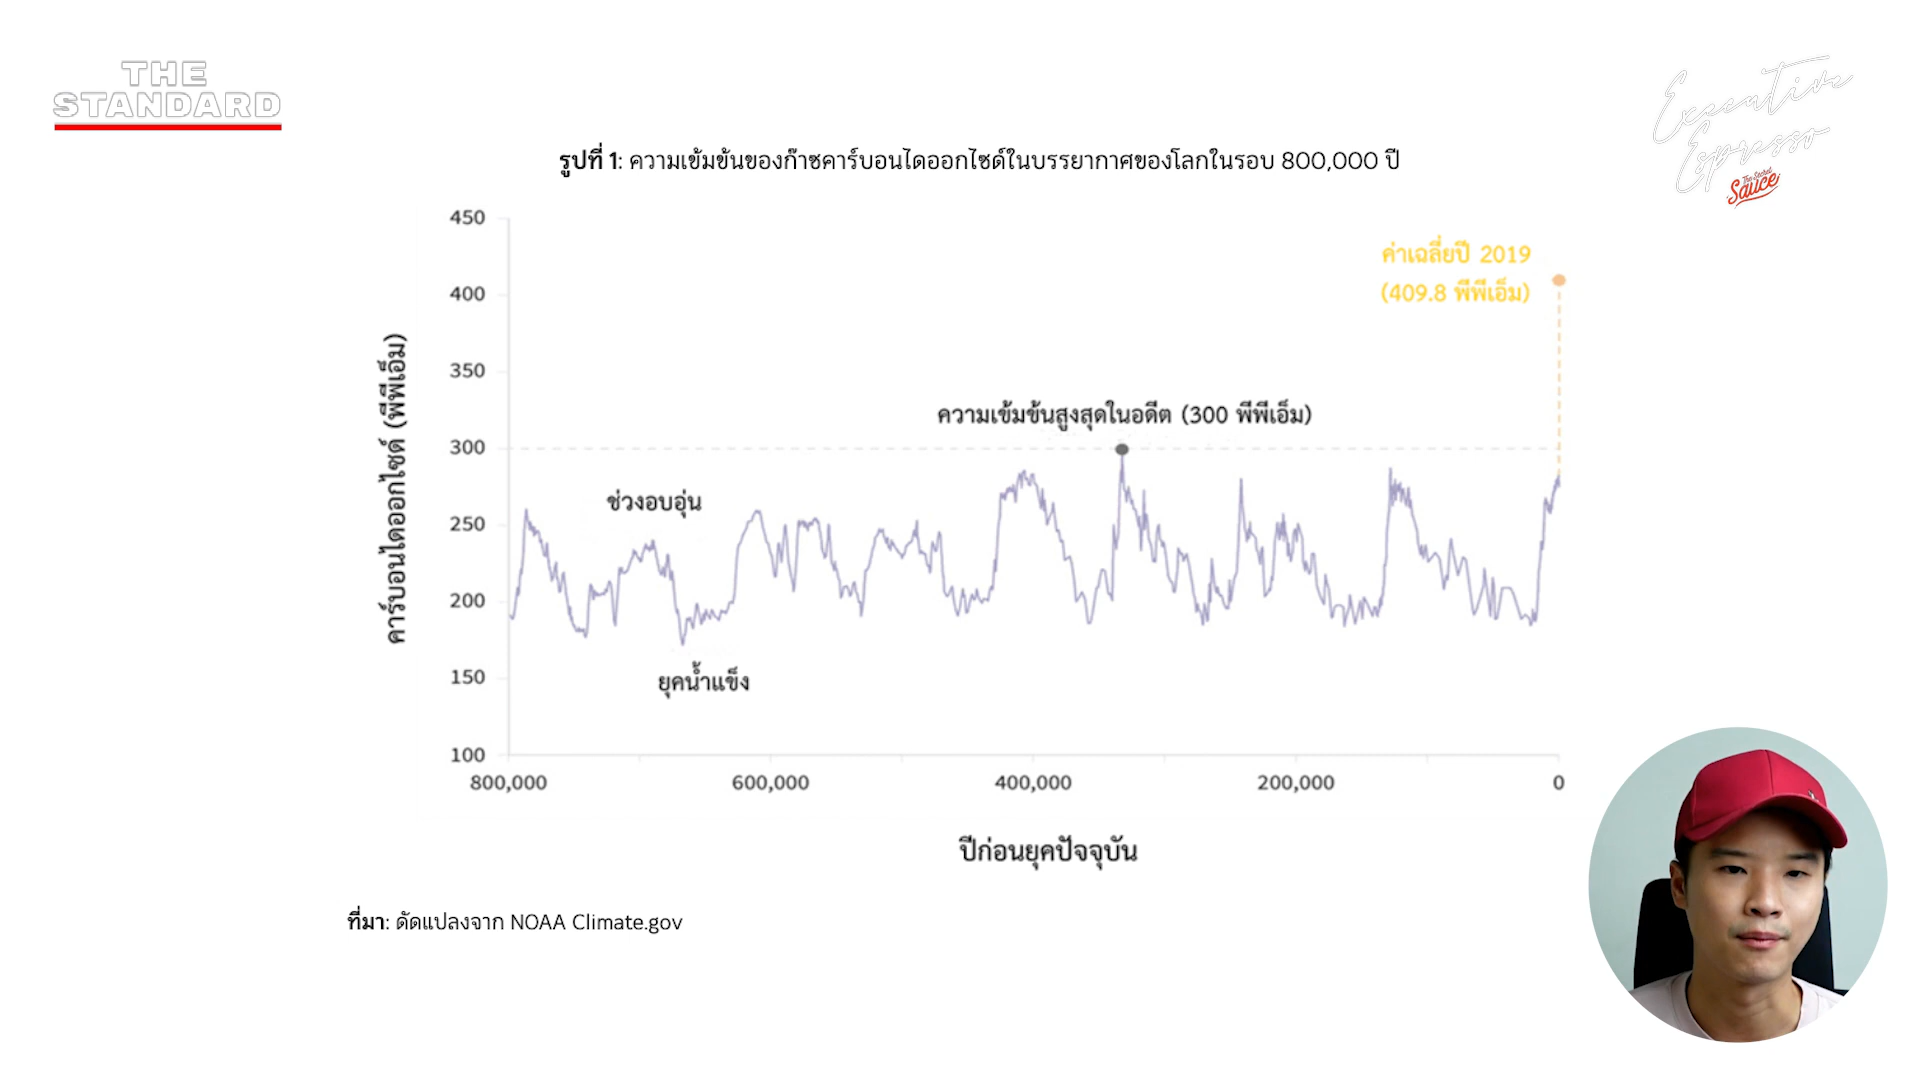 THE
STANDARD
Executive
Espresso
The Secret
Sauce
รูปที่ 1: ความเข้มข้นของก๊าซคาร์บอนไดออกไซด์ในบรรยากาศของโลกในรอบ 800,000 ปี
คาร์บอนไดออกไซด์ (พีพีเอ็ม)
450
400
350
300
250
200
150
100
ค่าเฉลี่ยปี 2019
(409.8 พีพีเอ็ม)
ความเข้มข้นสูงสุดในอดีต (300 พีพีเอ็ม)
ช่วงอบอุ่น
ยุคน้ำแข็ง
800,000
600,000
400,000
200,000
0
ปีก่อนยุคปัจจุบัน
ที่มา: ดัดแปลงจาก NOAA Climate.gov